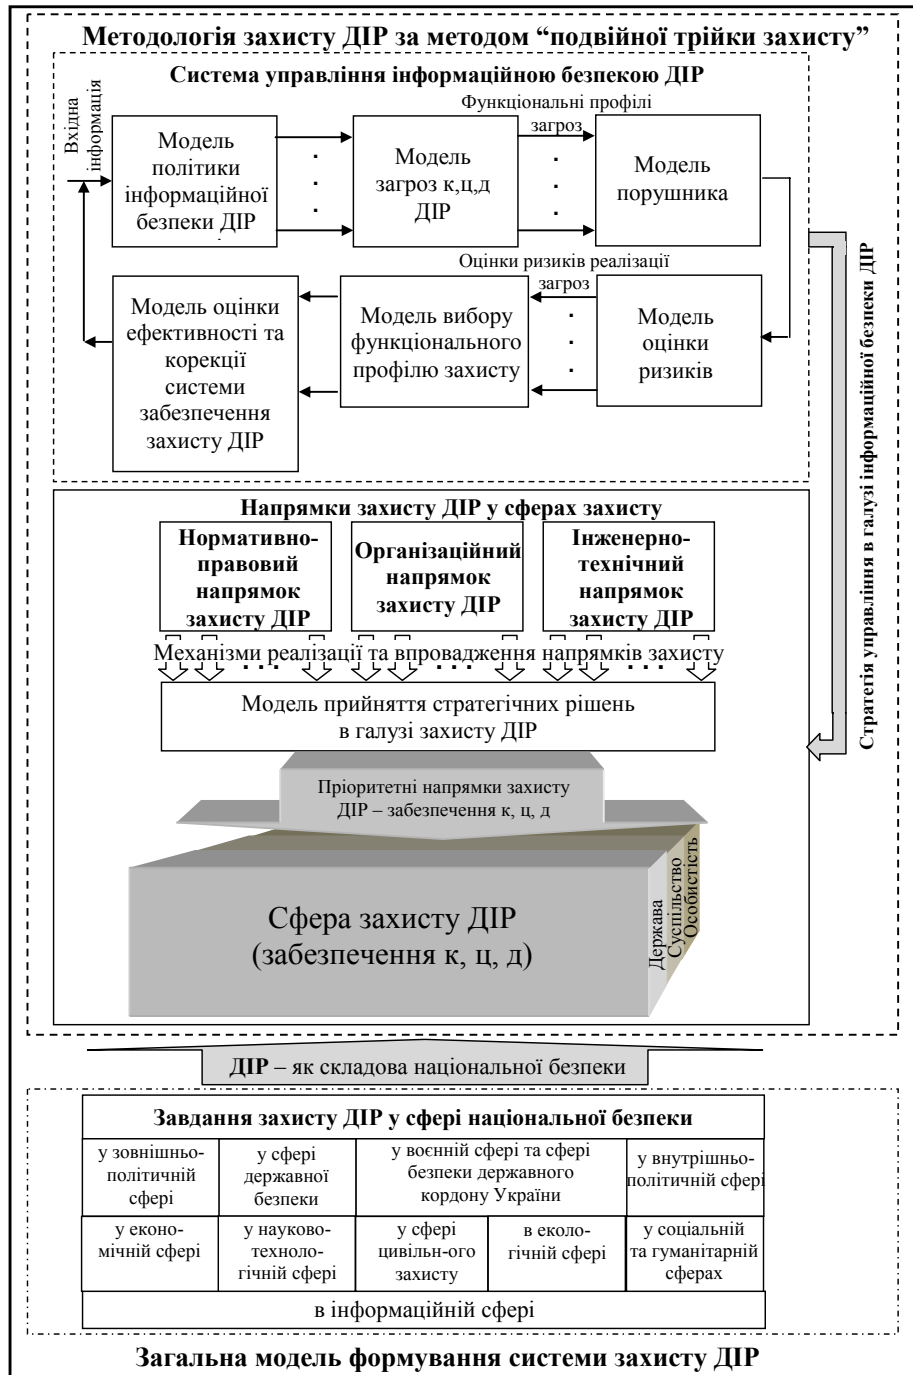 Методологія захисту ДІР за методом “подвійної трійки захисту”
Система управління інформаційною безпекою ДІР
Вхідна
інформація
Модель
політики
інформаційної
безпеки ДІР
Модель
загроз к,ц,д
ДІР
Функціональні профілі
загроз
Модель
порушника
Модель оцінки
ефективності та
корекції
системи
забезпечення
захисту ДІР
Модель вибору
функціонального
профілю захисту
Оцінки ризиків реалізації
загроз
Модель
оцінки
ризиків
Стратегія управління в галузі інформаційної безпеки ДІР
Напрямки захисту ДІР у сферах захисту
Нормативно-
правовий
напрямок
захисту ДІР
Організаційний
напрямок
захисту ДІР
Інженерно-
технічний
напрямок
захисту ДІР
Механізми реалізації та впровадження напрямків захисту
Модель прийняття стратегічних рішень
в галузі захисту ДІР
Пріоритетні напрямки захисту
ДІР – забезпечення к, ц, д
Сфера захисту ДІР
(забезпечення к, ц, д)
Держава
Суспільство
Особистість
ДІР – як складова національної безпеки
Завдання захисту ДІР у сфері національної безпеки
у зовнішньо-
політичній
сфері
у сфері
державної
безпеки
у воєнній сфері та сфері
безпеки державного
кордону України
у внутрішньо-
політичній сфері
у еконо-
мічній сфері
у науково-
техноло-
гічній сфері
у сфері
цивільн-ого
захисту
в еколо-
гічній сфері
у соціальній
та гуманітарній
сферах
в інформаційній сфері
Загальна модель формування системи захисту ДІР